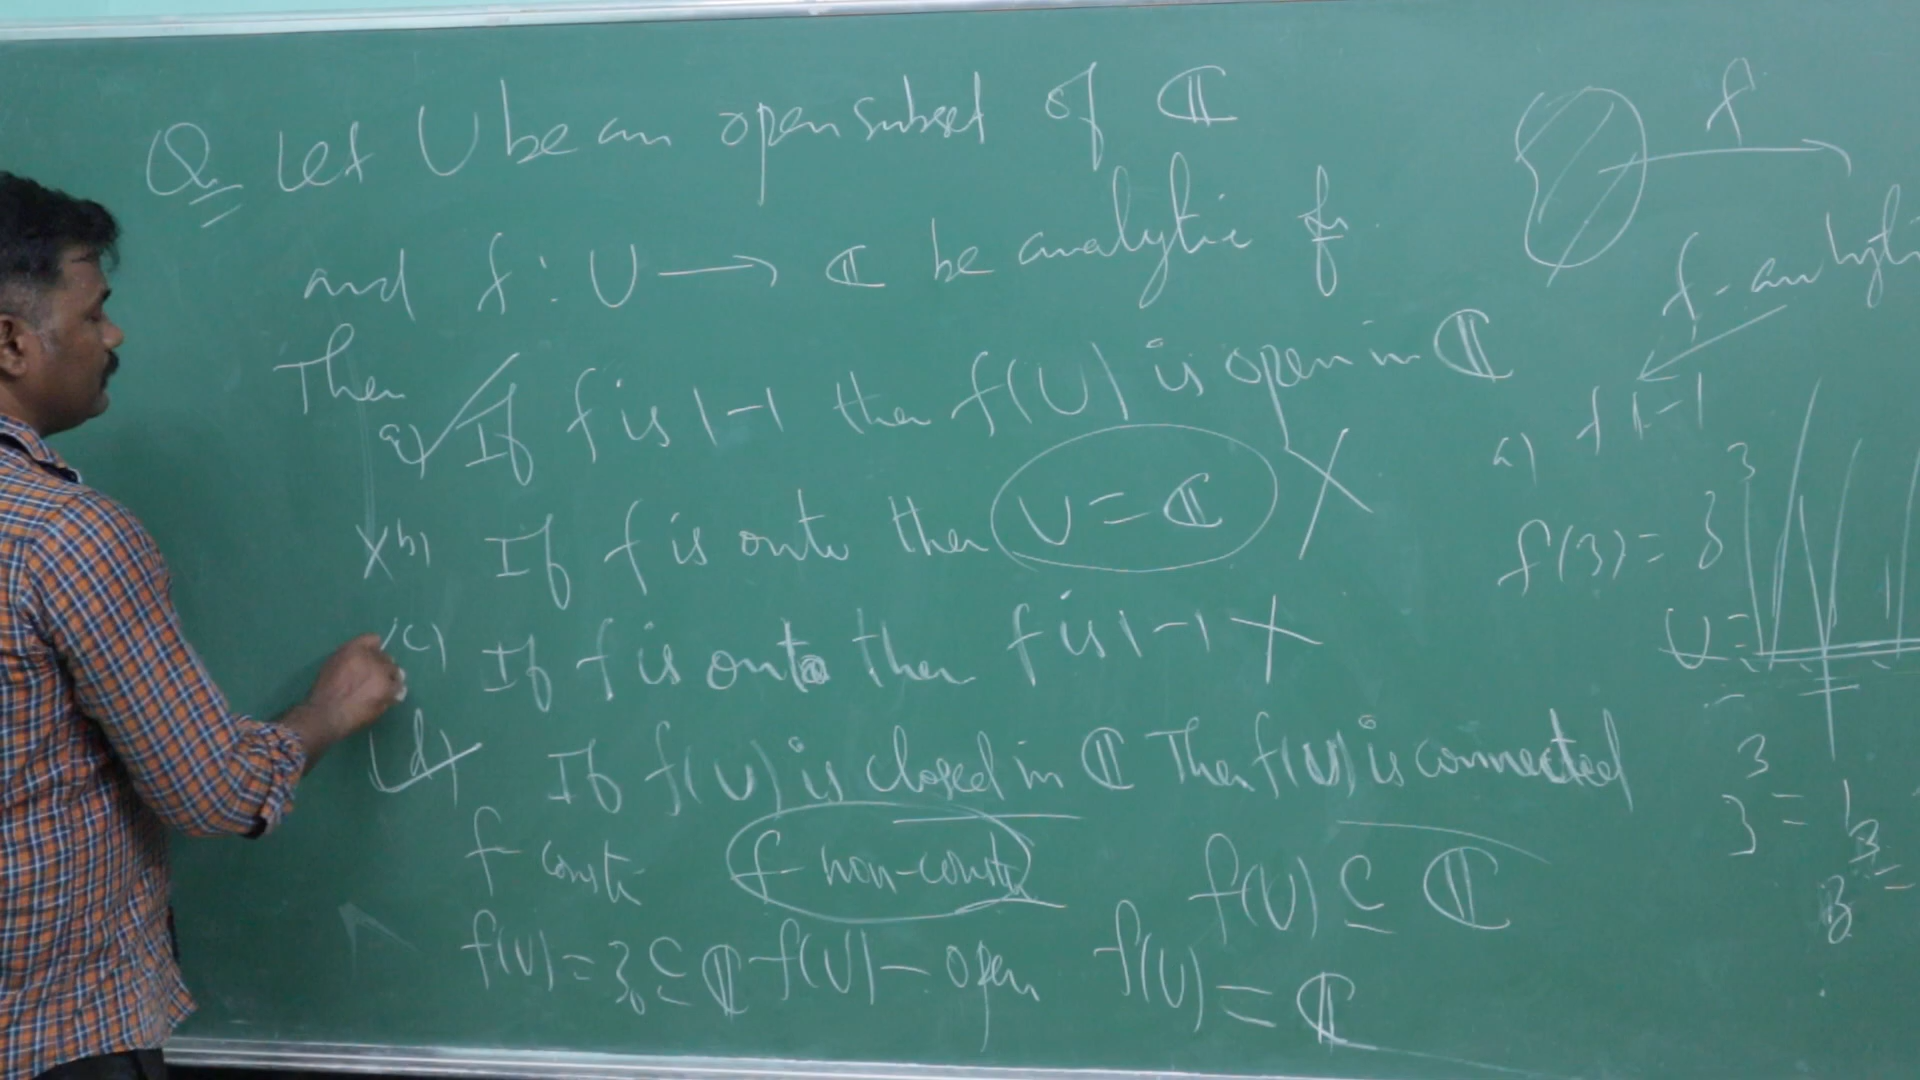 Q Let U be an open subset of ℂ
and f : U → ℂ be analytic fn.
Then
a) If f is 1-1 then f(U) is open in ℂ
b) If f is onto then U = ℂ
c) If f is onto then f is 1-1
(d) If f(U) is closed in ℂ Then f(U) is connected
f const f non-const f(U) ⊆ ℂ
f(U) = z₀ ⊆ ℂ f(U) - open f(U) = ℂ
f
f - analyti
a) f 1-1
f(z) = z
U =
z